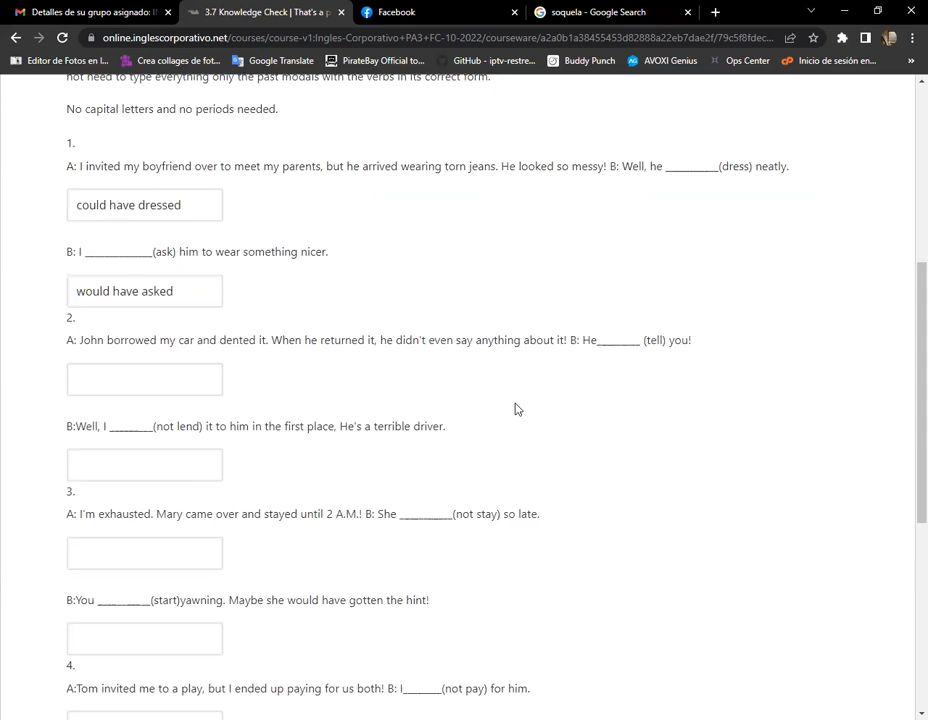 Detalles de su grupo asignado: I
3.7 Knowledge Check | That's a p
Facebook
soquela - Google Search
online.inglescorporativo.net/courses/course-v1:Ingles-Corporativo+PA3+FC-10-2022/courseware/a2a0b1a38455453d82888a22eb7dae2f/79c5f8fdec...
Editor de Fotos en l...
Crea collages de fot...
Google Translate
PirateBay Official to...
GitHub - iptv-restre...
Buddy Punch
AVOXI Genius
Ops Center
Inicio de sesión en...
not need to type everything only the past modals with the verbs in its correct form.
No capital letters and no periods needed.
1.
A: I invited my boyfriend over to meet my parents, but he arrived wearing torn jeans. He looked so messy! B: Well, he __________(dress) neatly.
could have dressed
B: I _____________(ask) him to wear something nicer.
would have asked
2.
A: John borrowed my car and dented it. When he returned it, he didn't even say anything about it! B: He________ (tell) you!
B:Well, I ________(not lend) it to him in the first place, He's a terrible driver.
3.
A: I'm exhausted. Mary came over and stayed until 2 A.M.! B: She __________(not stay) so late.
B:You __________(start)yawning. Maybe she would have gotten the hint!
4.
A:Tom invited me to a play, but I ended up paying for us both! B: I_______(not pay) for him.